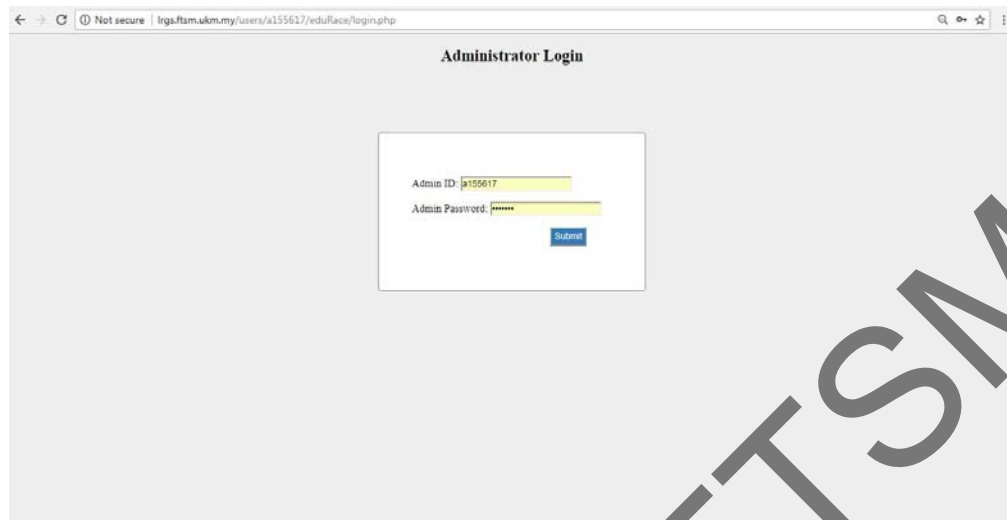 Not secure | lrgs.ftsm.ukm.my/users/a155617/eduRace/login.php
Administrator Login
Admin ID: a155617
Admin Password: •••••••
Submit
FTSM